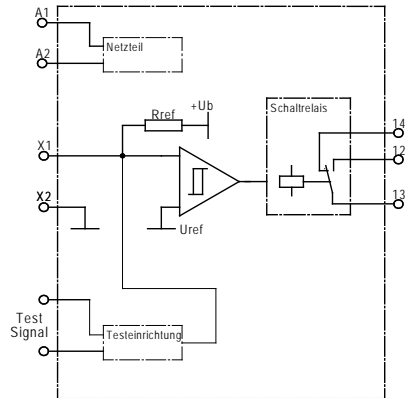 A1
A2
Netzteil
+Ub
Rref
Schaltrelais
14
12
13
X1
X2
Uref
Test
Signal
Testeinrichtung